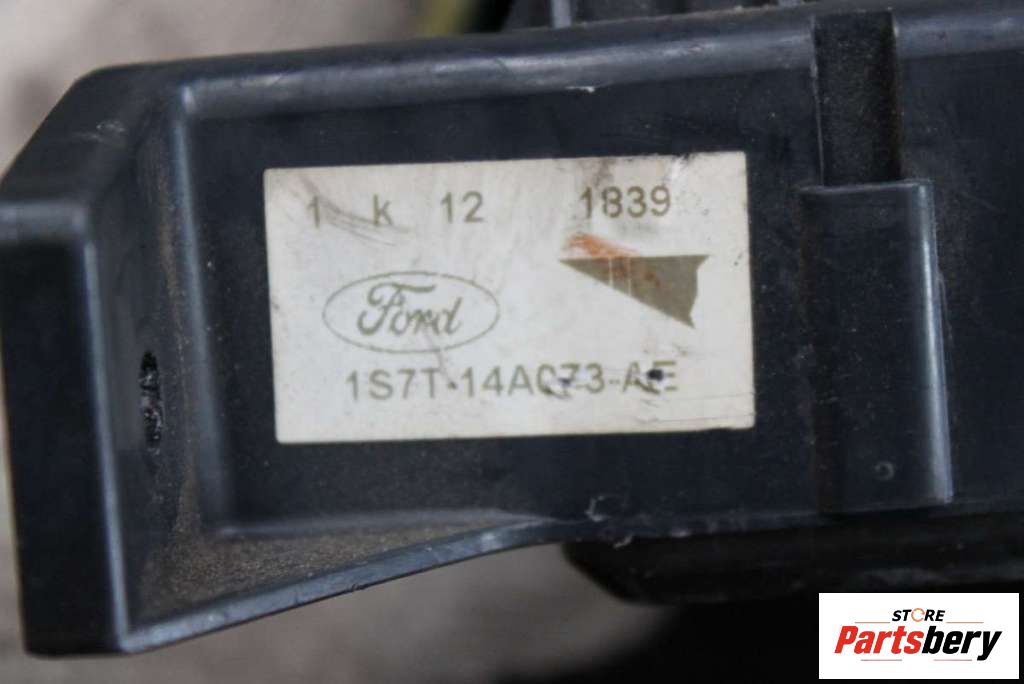 1 k 12 1839
Ford
1S7T-14A073-AE
STORE
Partsbery